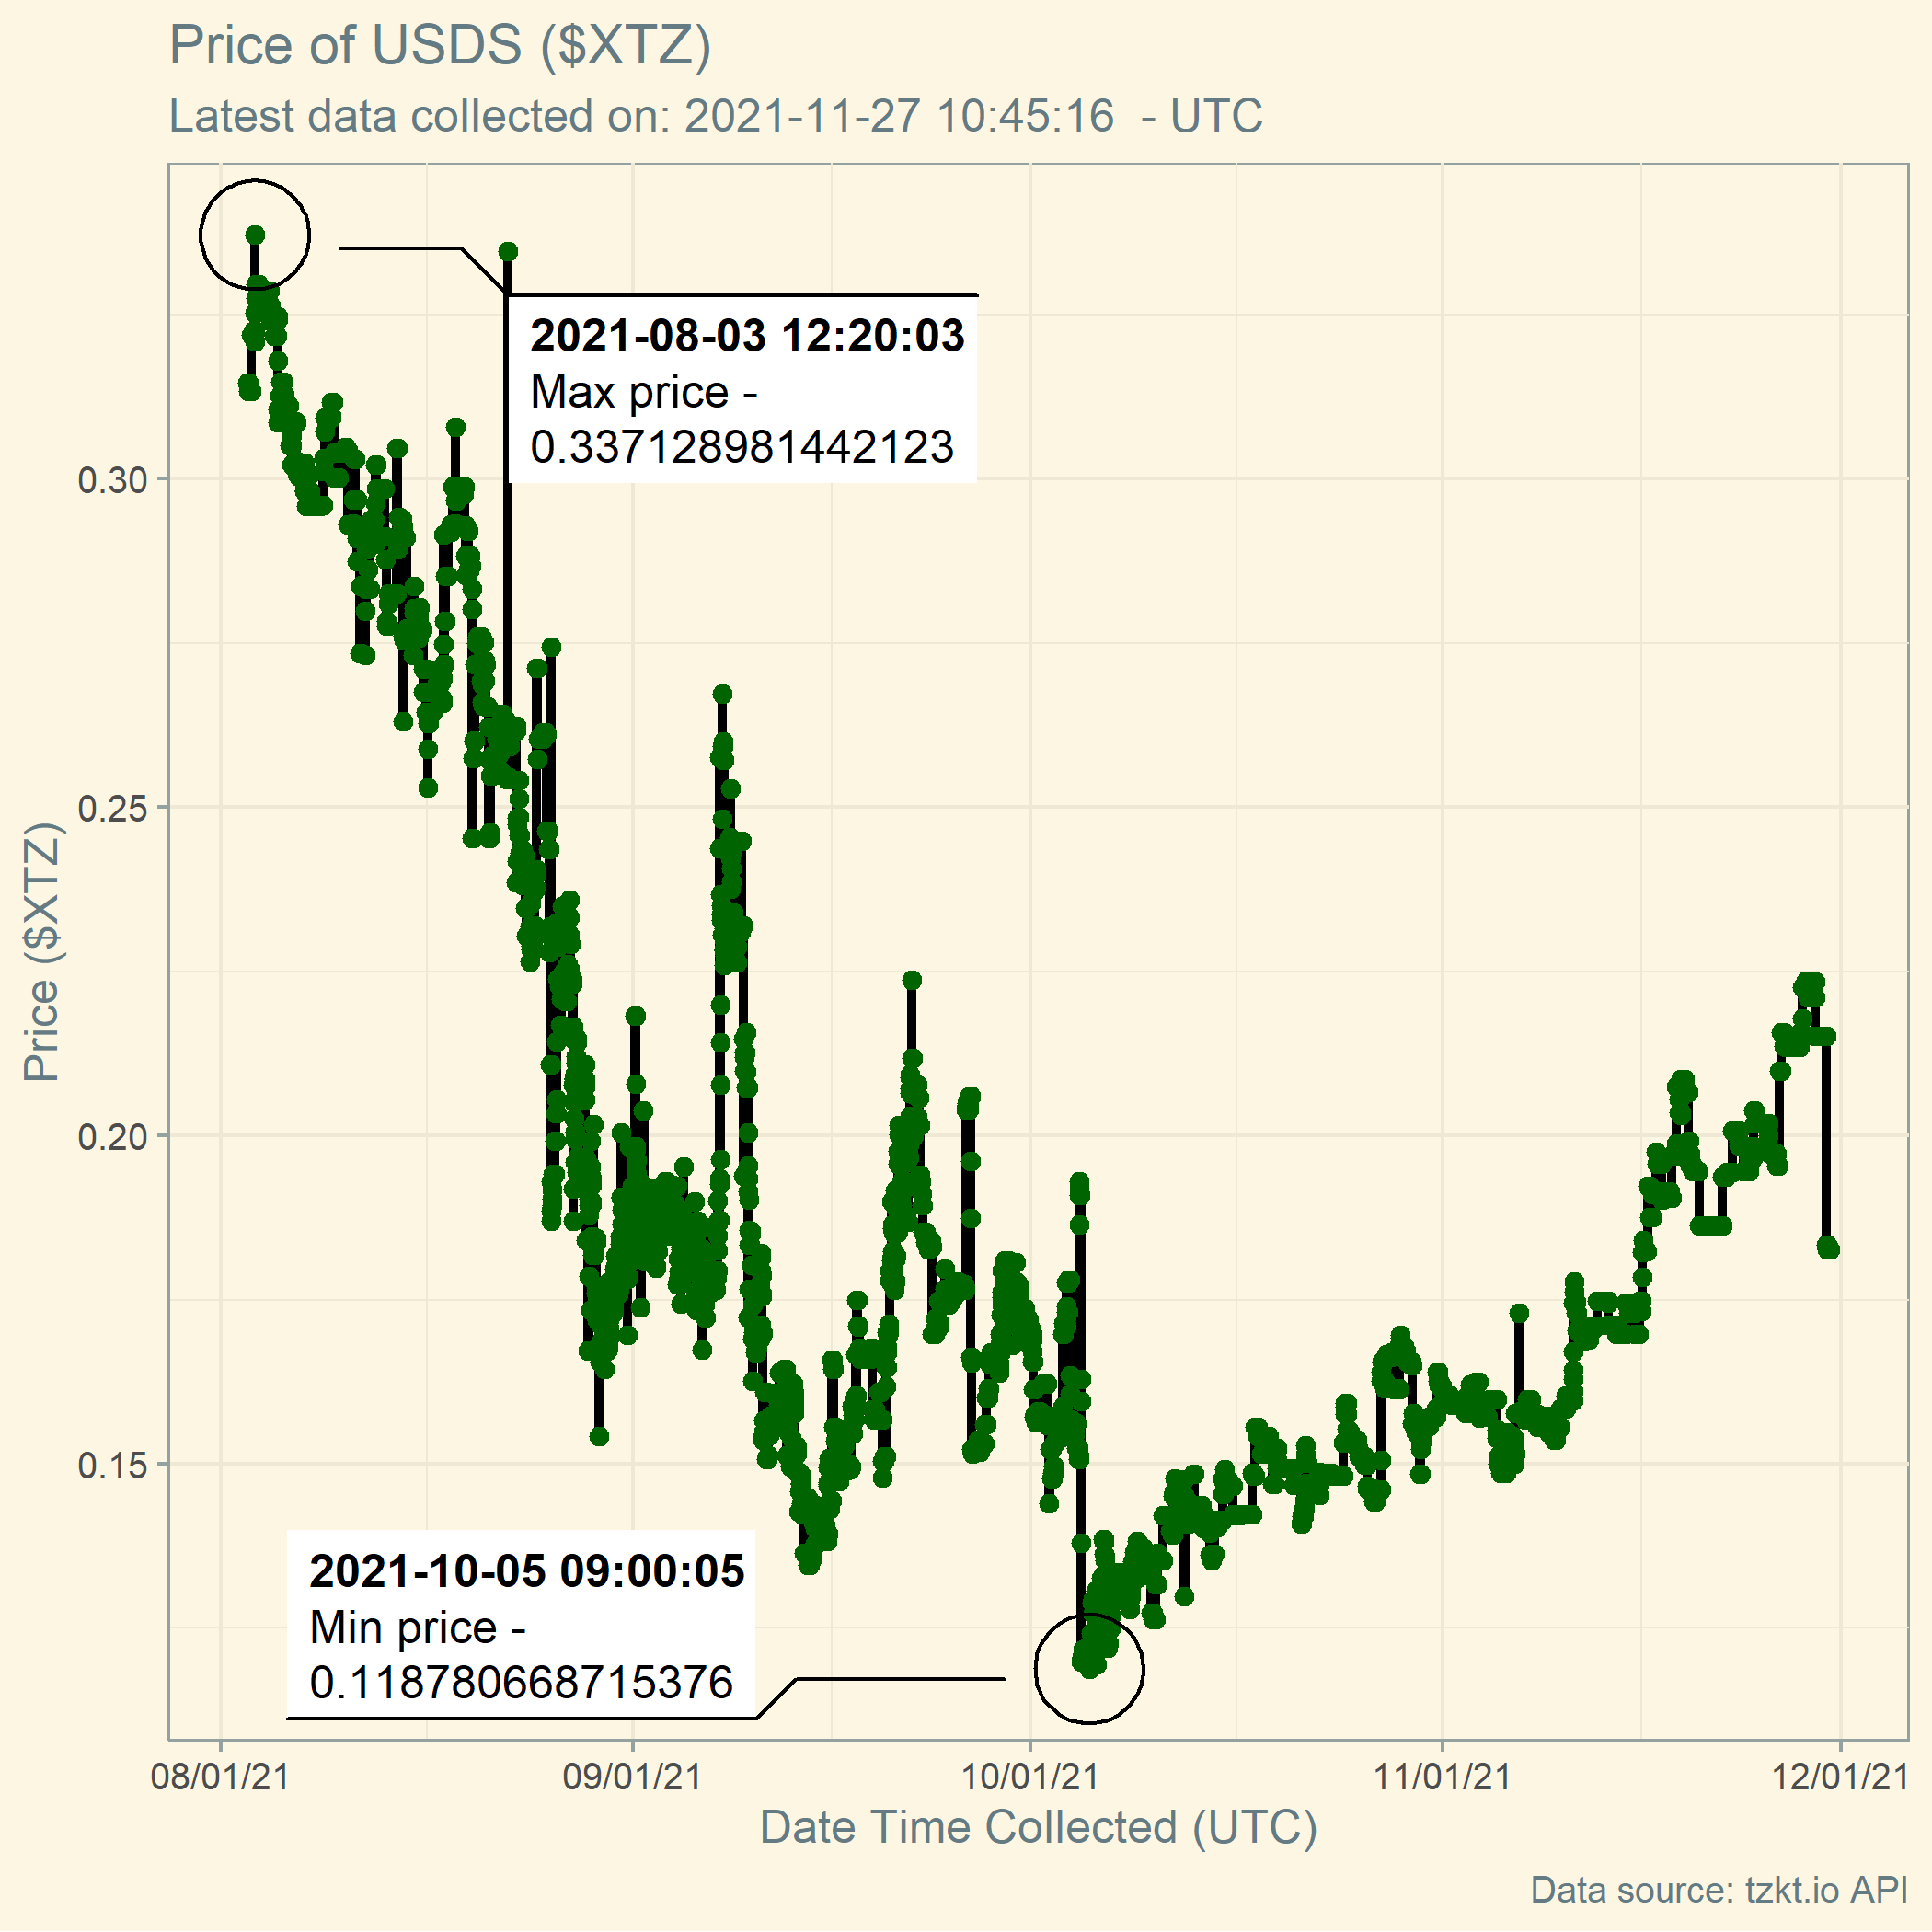 Price of USDS ($XTZ)
Latest data collected on: 2021-11-27 10:45:16  - UTC
2021-08-03 12:20:03
Max price -
0.337128981442123
0.30
0.25
Price ($XTZ)
0.20
0.15
2021-10-05 09:00:05
Min price -
0.118780668715376
08/01/21
09/01/21
10/01/21
11/01/21
12/01/21
Date Time Collected (UTC)
Data source: tzkt.io API